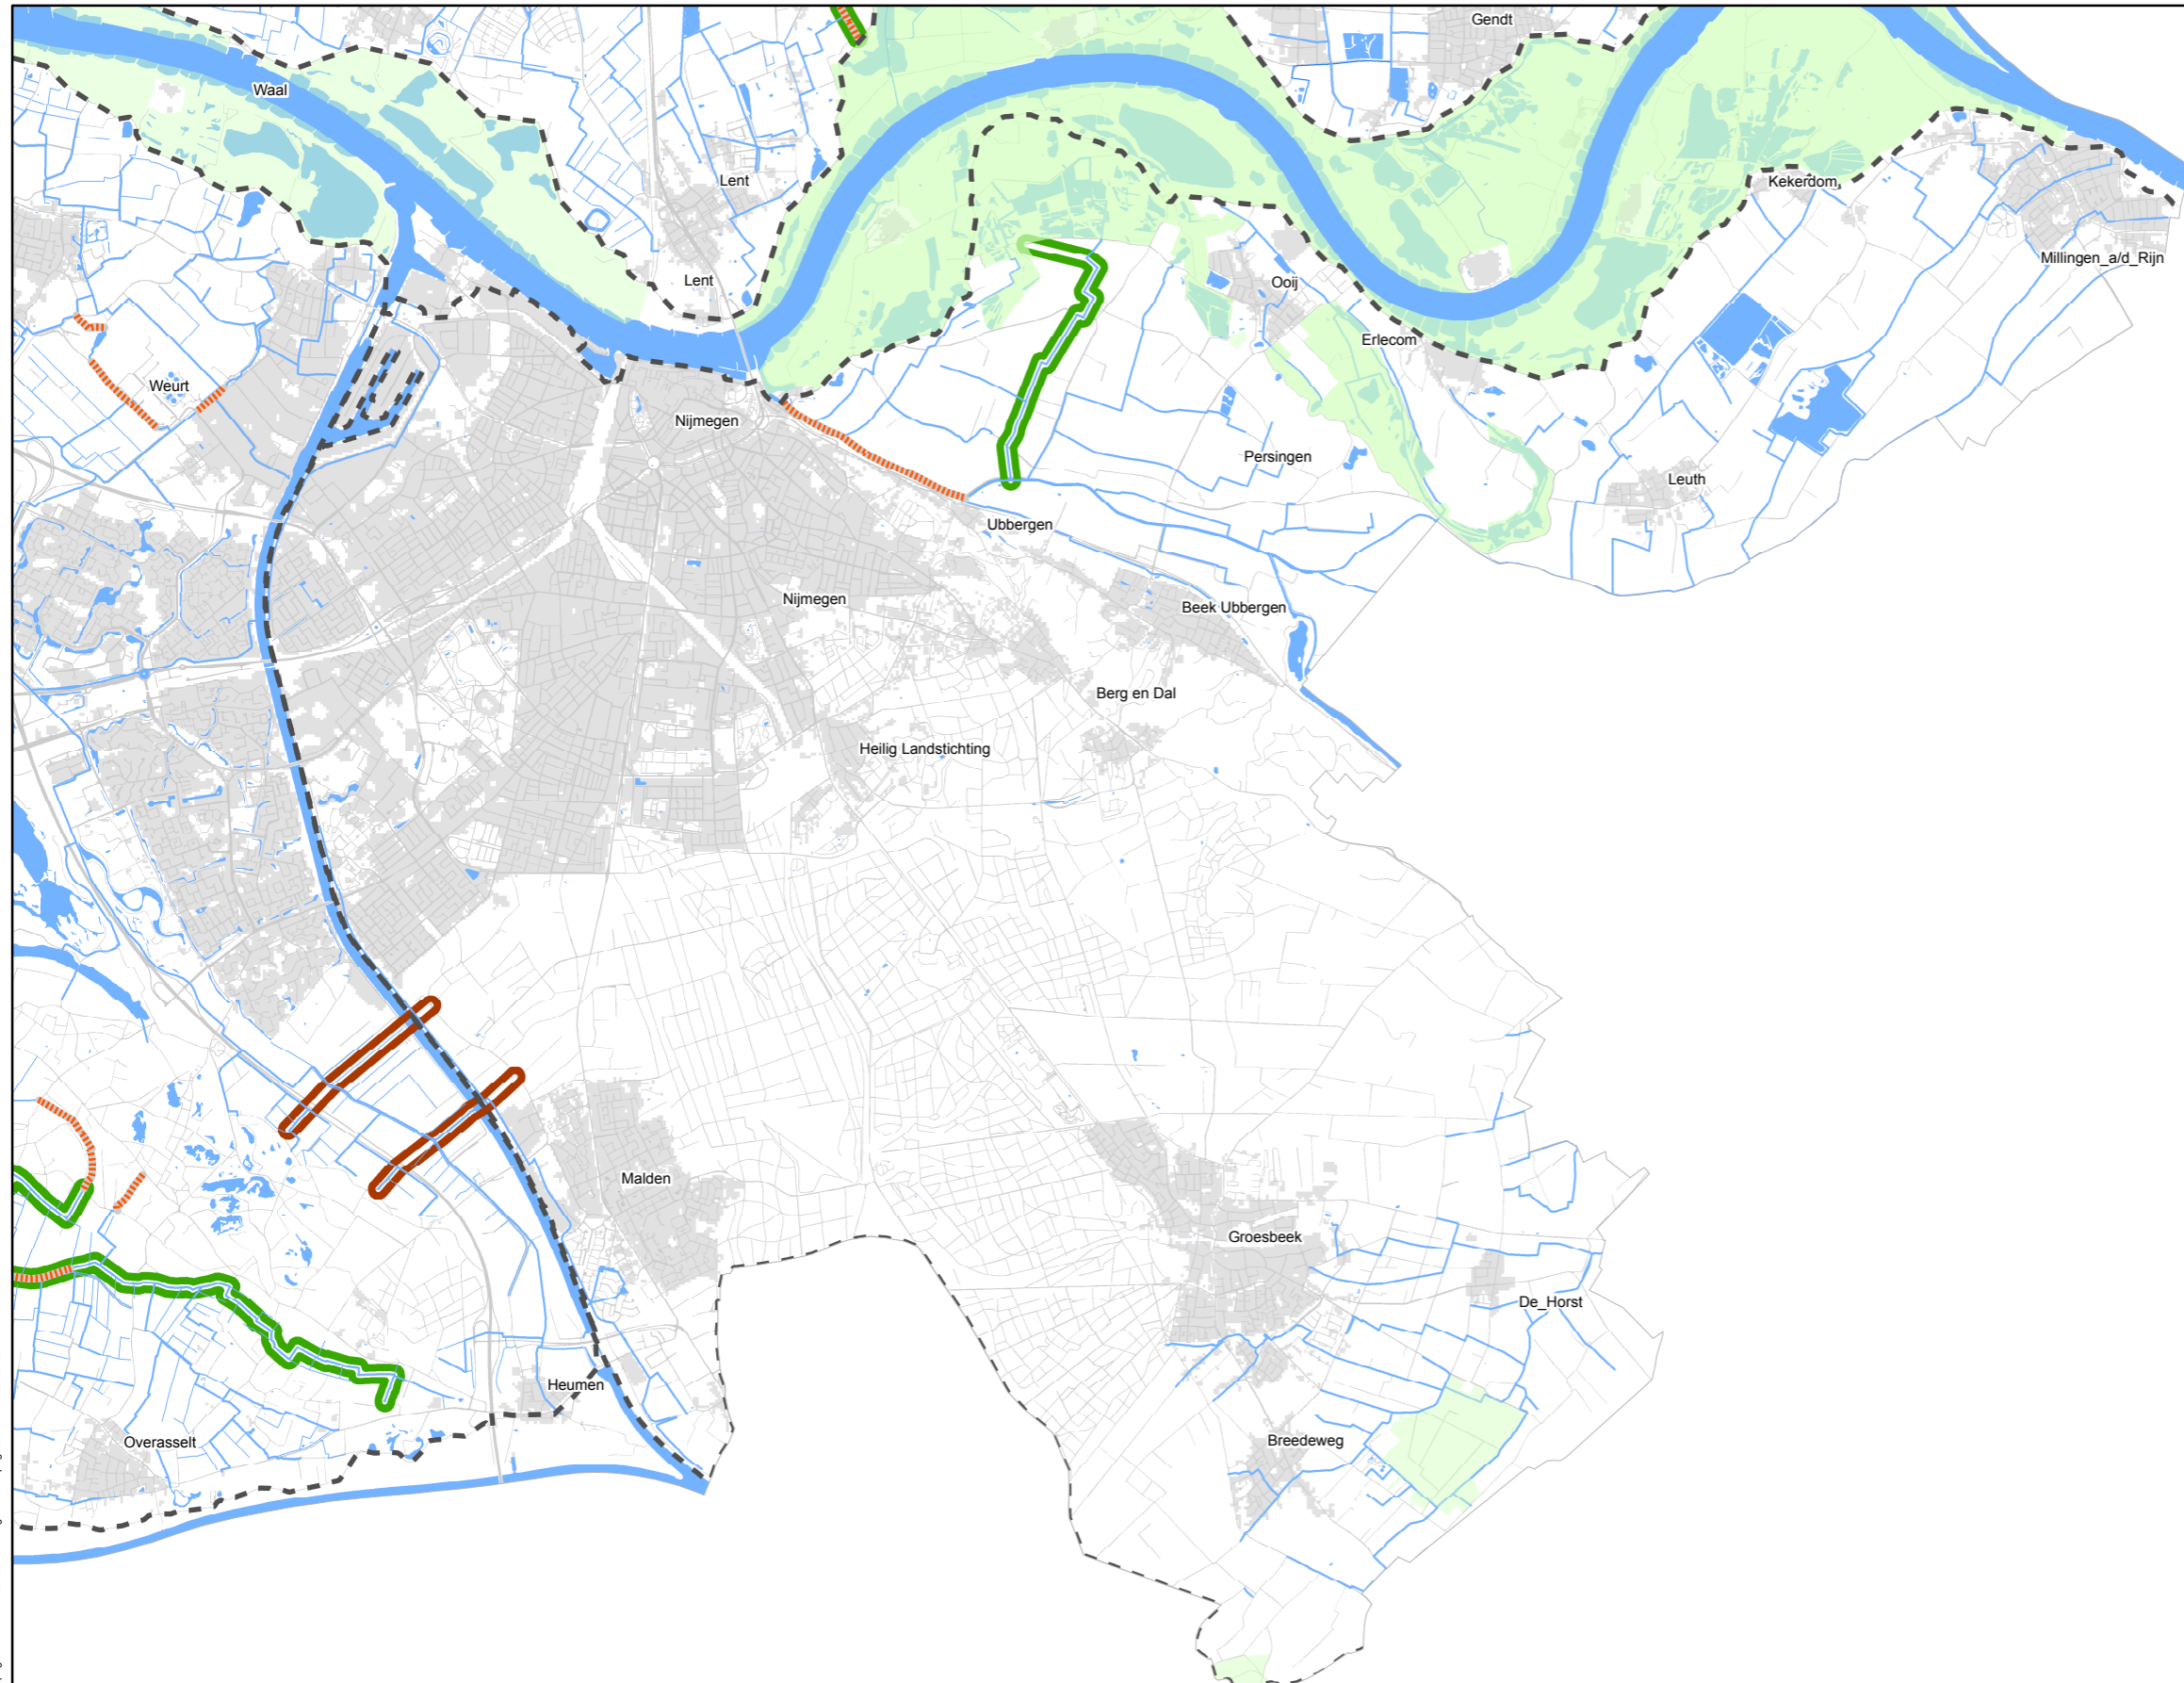 Gendt
Waal
Lent
Kekerdom
Millingen_a/d_Rijn
Lent
Ooij
Erlecom
Weurt
Nijmegen
Persingen
Leuth
Ubbergen
Nijmegen
Beek Ubbergen
Berg en Dal
Heilig Landstichting
Malden
Groesbeek
De_Horst
Heumen
Breedeweg
Overasselt